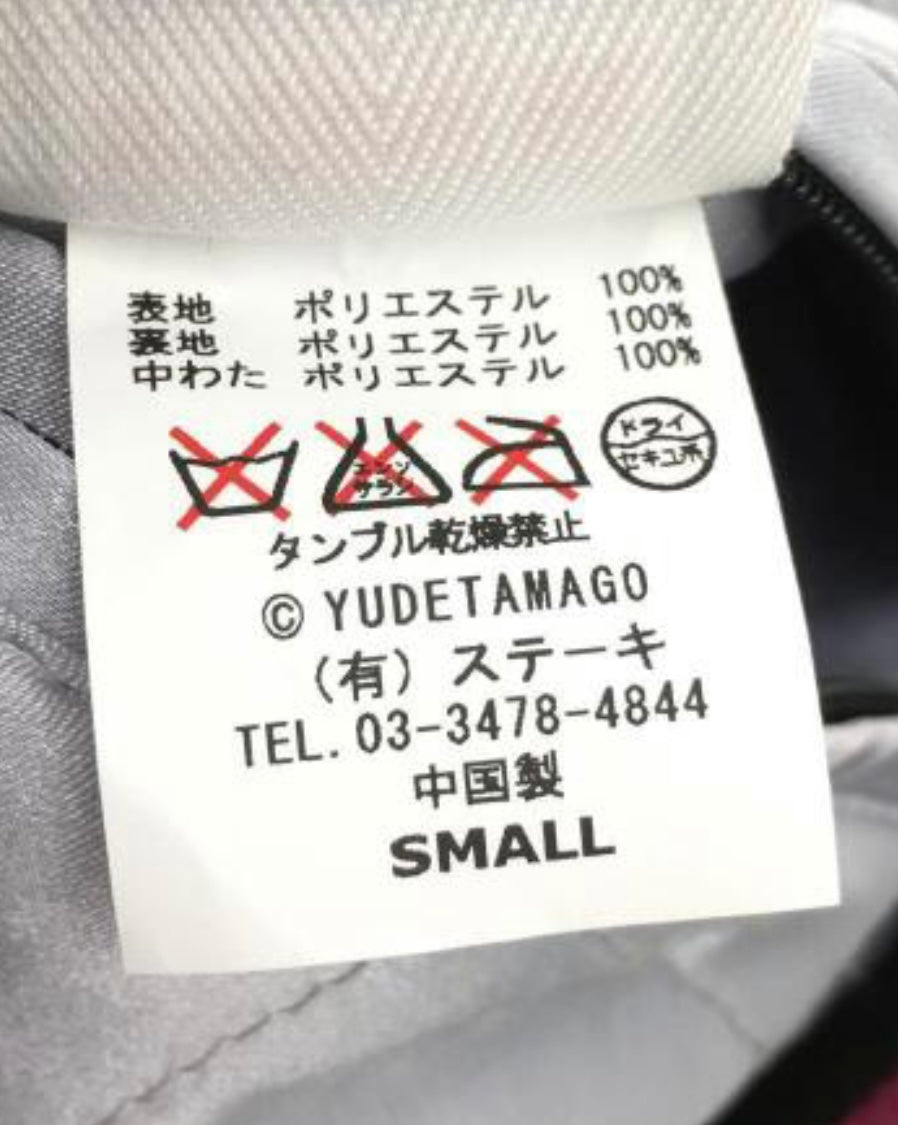 表地 ポリエステル 100%
裏地 ポリエステル 100%
中わた ポリエステル 100%
エンソ
サラシ
ドライ
セキユ系
タンブル乾燥禁止
© YUDETAMAGO
(有) ステーキ
TEL. 03-3478-4844
中国製
SMALL